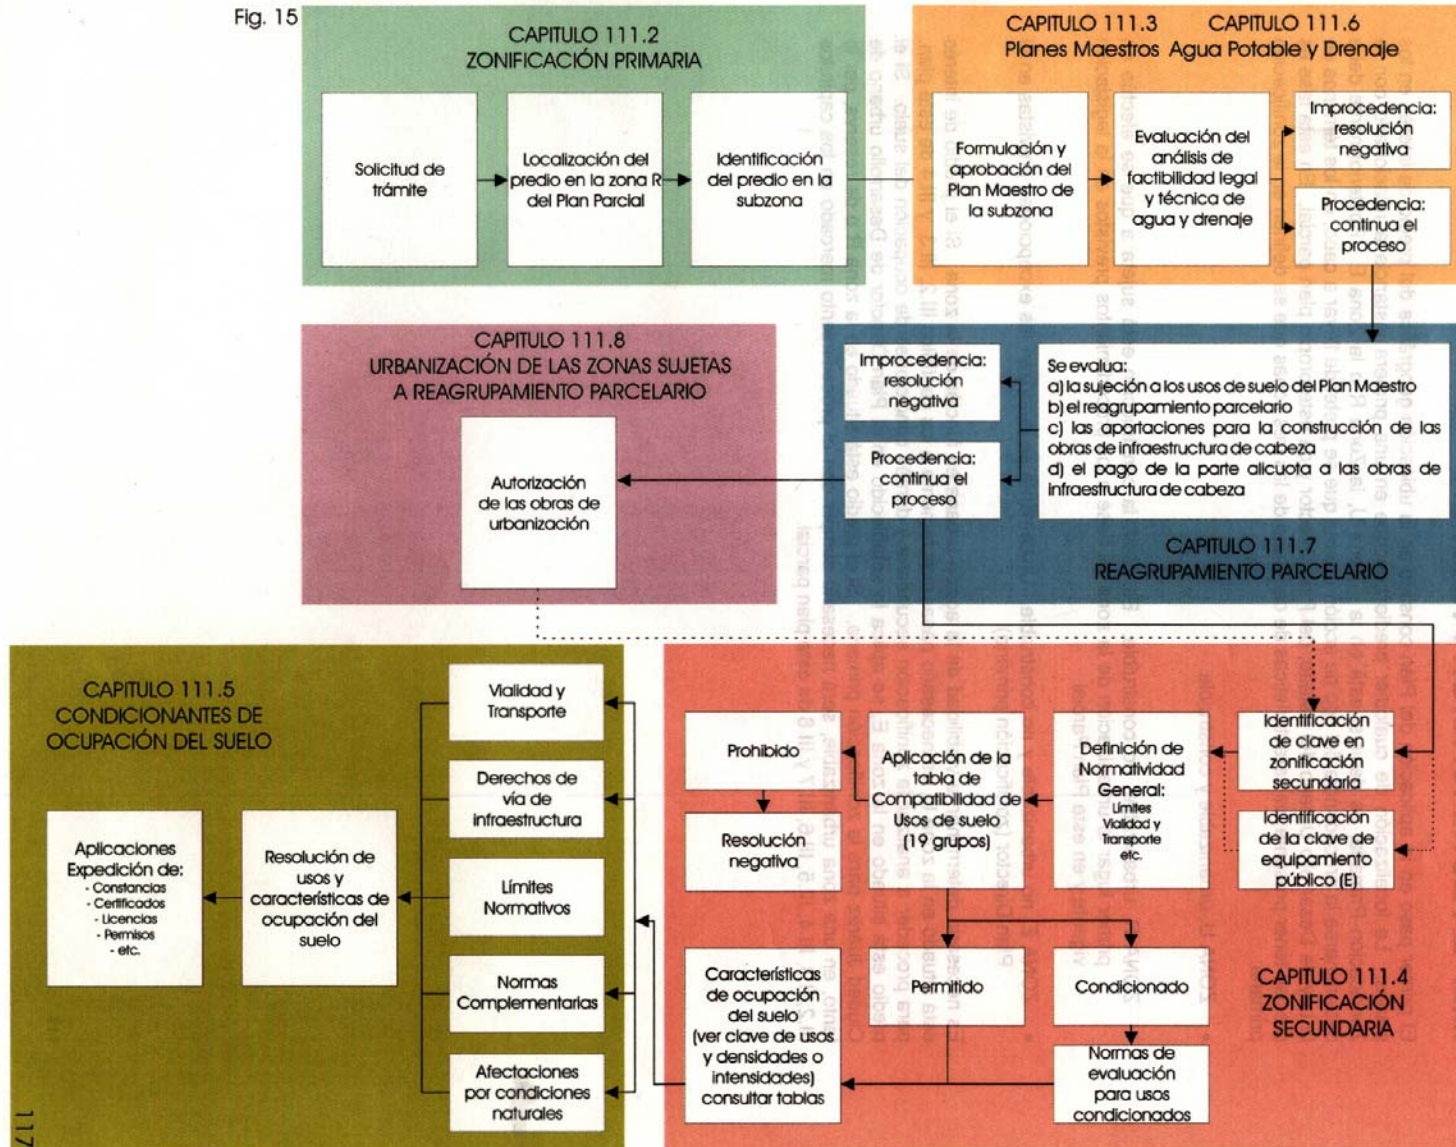 Fig. 15
CAPITULO 111.2
ZONIFICACIÓN PRIMARIA
Solicitud de
trámite
Localización del
predio en la zona R
del Plan Parcial
Identificación
del predio en la
subzona
CAPITULO 111.3 CAPITULO 111.6
Planes Maestros Agua Potable y Drenaje
Formulación y
aprobación del
Plan Maestro de
la subzona
Evaluación del
análisis de
factibilidad legal
y técnica de
agua y drenaje
Improcedencia:
resolución
negativa
Procedencia:
continua el
proceso
CAPITULO 111.8
URBANIZACIÓN DE LAS ZONAS SUJETAS
A REAGRUPAMIENTO PARCELARIO
Autorización
de las obras de
urbanización
Improcedencia:
resolución
negativa
Procedencia:
continua el
proceso
Se evalua:
a) la sujeción a los usos de suelo del Plan Maestro
b) el reagrupamiento parcelario
c) las aportaciones para la construcción de las
obras de infraestructura de cabeza
d) el pago de la parte alicuota a las obras de
infraestructura de cabeza
CAPITULO 111.7
REAGRUPAMIENTO PARCELARIO
CAPITULO 111.5
CONDICIONANTES DE
OCUPACIÓN DEL SUELO
Aplicaciones
Expedición de:
- Constancias
- Certificados
- Licencias
- Permisos
- etc.
Resolución de
usos y
características de
ocupación del
suelo
Vialidad y
Transporte
Derechos de
vía de
infraestructura
Límites
Normativos
Normas
Complementarias
Afectaciones
por condiciones
naturales
Prohibido
Resolución
negativa
Aplicación de la
tabla de
Compatibilidad de
Usos de suelo
(19 grupos)
Definición de
Normatividad
General:
Límites
Vialidad y
Transporte
etc.
Identificación
de clave en
zonificación
secundaria
Identificación
de la clave de
equipamiento
público (E)
Características
de ocupación
del suelo
(ver clave de usos
y densidades o
intensidades)
consultar tablas
Permitido
Condicionado
Normas de
evaluación
para usos
condicionados
CAPITULO 111.4
ZONIFICACIÓN
SECUNDARIA
117